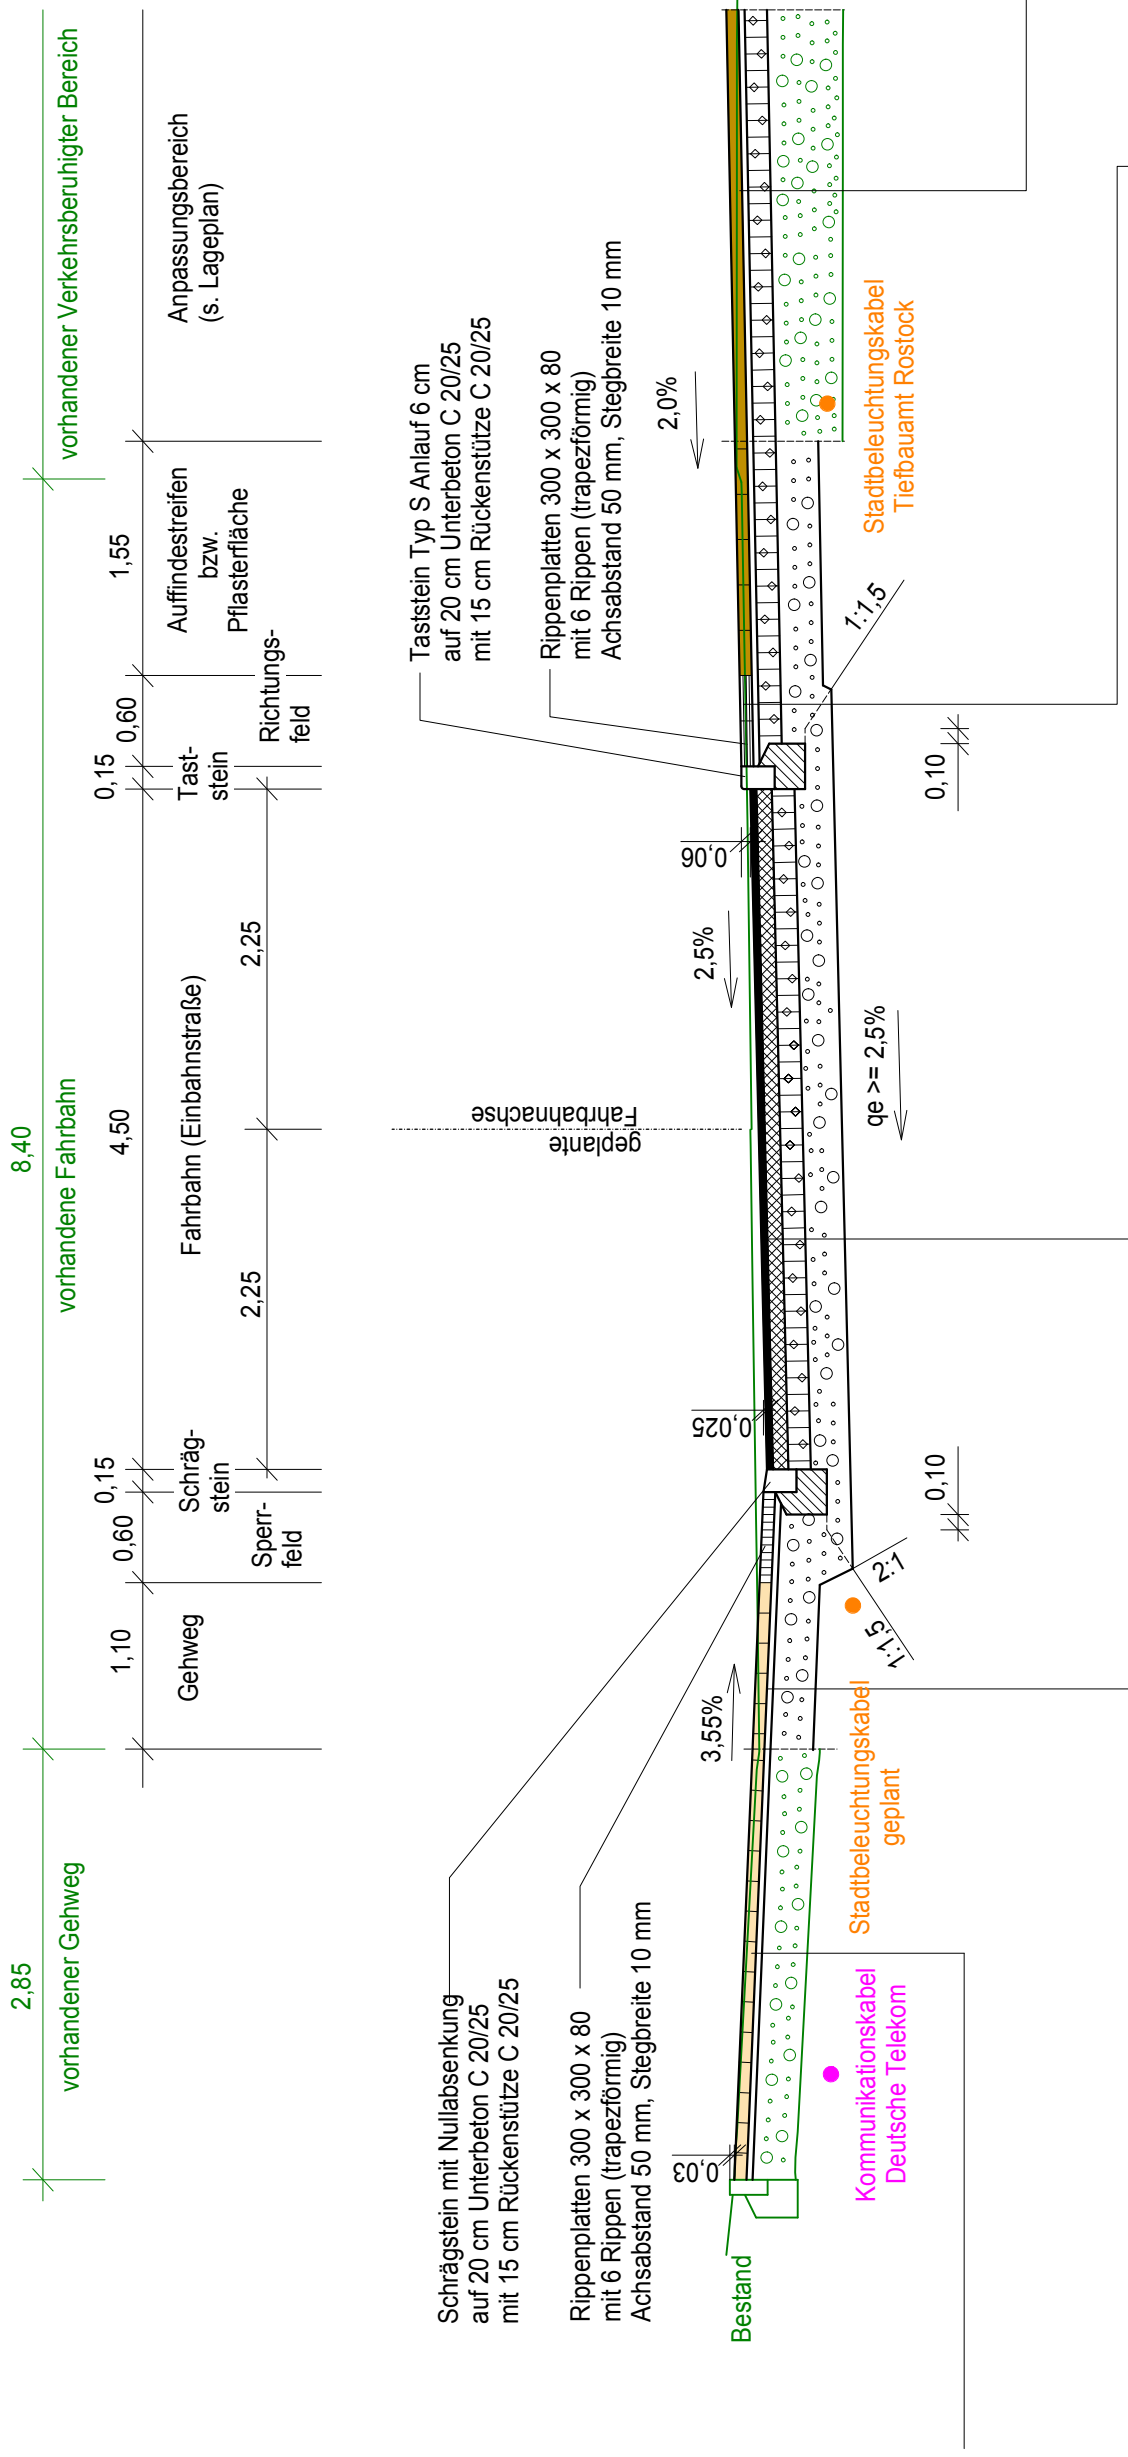 2,85
8,40
vorhandener Gehweg
vorhandene Fahrbahn
vorhandener Verkehrsberuhigter Bereich
1,10
0,60
0,15
4,50
0,15
0,60
1,55
Gehweg
Sperr-
feld
Schräg-
stein
Fahrbahn (Einbahnstraße)
Tast-
stein
Richtungs-
feld
Auffindestreifen
bzw.
Pflasterfläche
Anpassungsbereich
(s. Lageplan)
2,25
2,25
Schrägstein mit Nullabsenkung
auf 20 cm Unterbeton C 20/25
mit 15 cm Rückenstütze C 20/25
Rippenplatten 300 x 300 x 80
mit 6 Rippen (trapezförmig)
Achsabstand 50 mm, Stegbreite 10 mm
geplante
Fahrbahnachse
Taststein Typ S Anlauf 6 cm
auf 20 cm Unterbeton C 20/25
mit 15 cm Rückenstütze C 20/25
Rippenplatten 300 x 300 x 80
mit 6 Rippen (trapezförmig)
Achsabstand 50 mm, Stegbreite 10 mm
Bestand
0,03
3,55%
0,025
2,5%
0,06
2,0%
Kommunikationskabel
Deutsche Telekom
Stadtbeleuchtungskabel
geplant
1:1,5
2:1
0,10
qe >= 2,5%
0,10
1:1,5
Stadtbeleuchtungskabel
Tiefbauamt Rostock